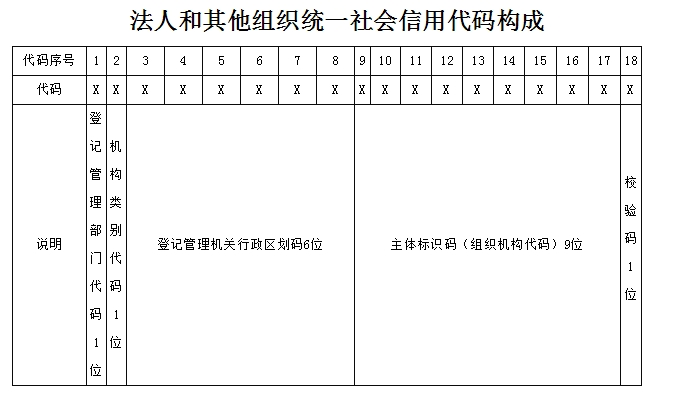 法人和其他组织统一社会信用代码构成
代码序号 1 2 3 4 5 6 7 8 9 10 11 12 13 14 15 16 17 18
代码 X X X X X X X X X X X X X X X X X X
说明 登记管理部门代码1位 机构类别代码1位 登记管理机关行政区划码6位 主体标识码（组织机构代码）9位 校验码1位